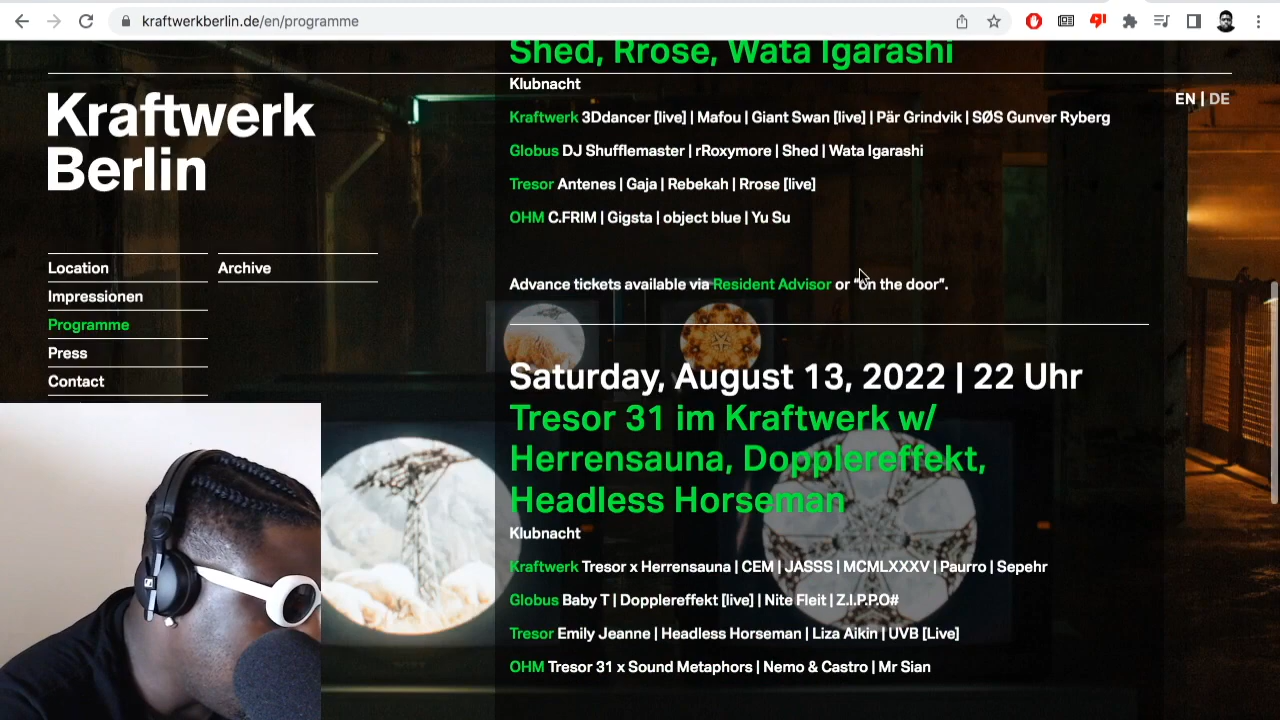 kraftwerkberlin.de/en/programme
Shed, Rrose, Wata Igarashi
Klubnacht
Kraftwerk
Berlin
EN | DE
Kraftwerk 3Ddancer [live] | Mafou | Giant Swan [live] | Pär Grindvik | SØS Gunver Ryberg
Globus DJ Shufflemaster | rRoxymore | Shed | Wata Igarashi
Tresor Antenes | Gaja | Rebekah | Rrose [live]
OHM C.FRIM | Gigsta | object blue | Yu Su
Location
Archive
Impressionen
Programme
Press
Contact
Advance tickets available via Resident Advisor or “on the door”.
Saturday, August 13, 2022 | 22 Uhr
Tresor 31 im Kraftwerk w/
Herrensauna, Dopplereffekt,
Headless Horseman
Klubnacht
Kraftwerk Tresor x Herrensauna | CEM | JASSS | MCMLXXXV | Paurro | Sepehr
Globus Baby T | Dopplereffekt [live] | Nite Fleit | Z.I.P.P.O#
Tresor Emily Jeanne | Headless Horseman | Liza Aikin | UVB [Live]
OHM Tresor 31 x Sound Metaphors | Nemo & Castro | Mr Sian